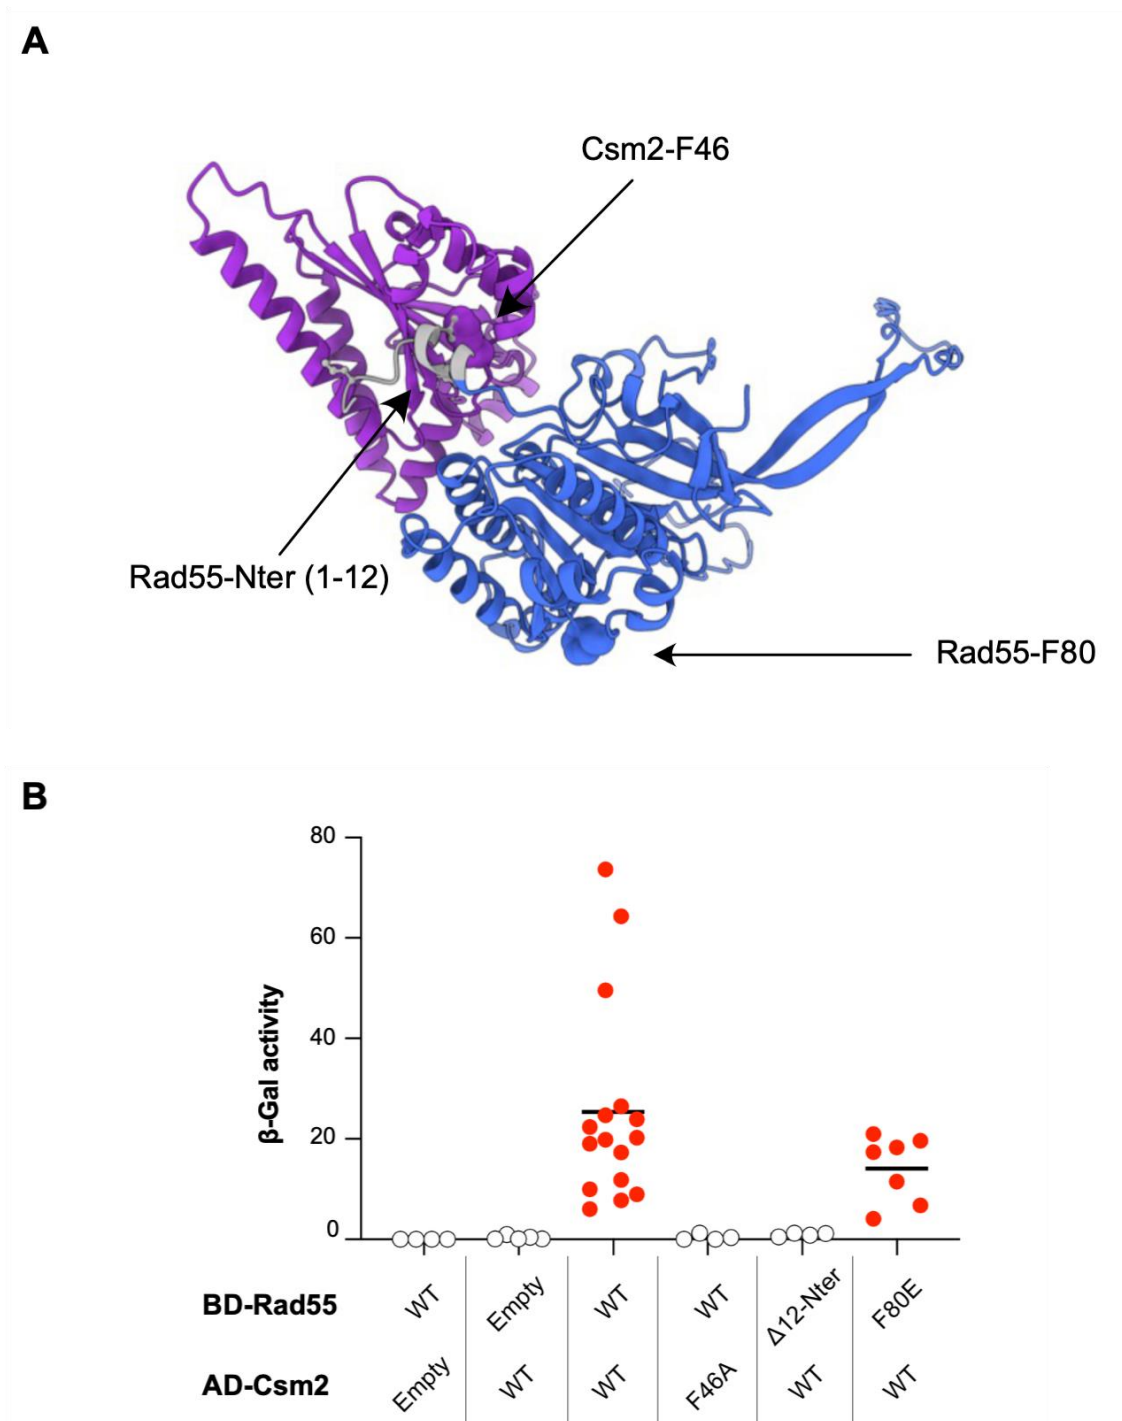 A
Csm2-F46
Rad55-Nter (1-12)
Rad55-F80
B
80
60
40
20
0
β-Gal activity
BD-Rad55 WT Empty WT WT Δ12-Nter F80E
AD-Csm2 Empty WT WT F46A WT WT